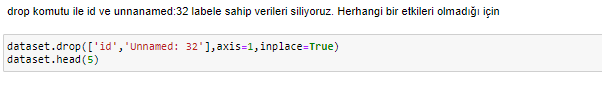 drop komutu ile id ve unnanamed:32 labele sahip verileri siliyoruz. Herhangi bir etkileri olmadığı için
dataset.drop(['id','Unnamed: 32'],axis=1,inplace=True)
dataset.head(5)